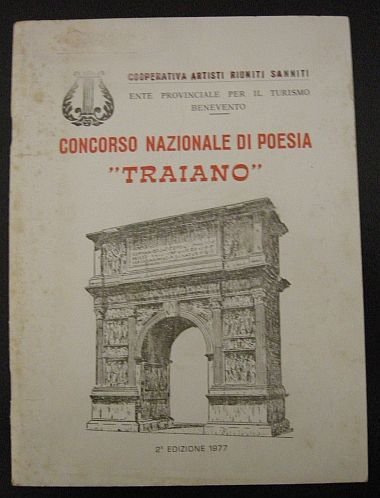 COOPERATIVA ARTISTI RIUNITI SANNITI
ENTE PROVINCIALE PER IL TURISMO
BENEVENTO
CONCORSO NAZIONALE DI POESIA
"TRAIANO"
2ª EDIZIONE 1977